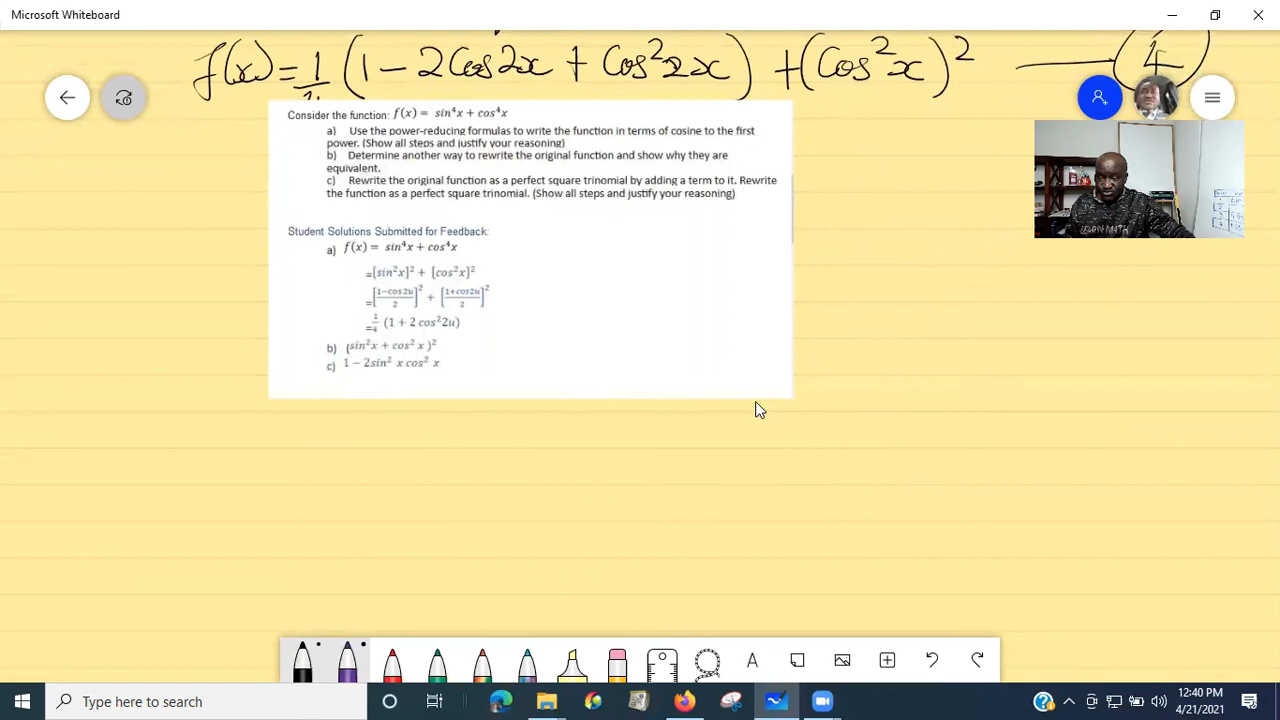 Microsoft Whiteboard
f(x) = 1 (1 - 2Cos2x + Cos²2x) + (Cos²x)²
Consider the function: f(x) = sin⁴x + cos⁴x
a) Use the power-reducing formulas to write the function in terms of cosine to the first
power. (Show all steps and justify your reasoning)
b) Determine another way to rewrite the original function and show why they are
equivalent.
c) Rewrite the original function as a perfect square trinomial by adding a term to it. Rewrite
the function as a perfect square trinomial. (Show all steps and justify your reasoning)
Student Solutions Submitted for Feedback:
a) f(x) = sin⁴x + cos⁴x
=[sin²x]² + [cos²x]²
=[(1−cos2u)/2]² + [(1+cos2u)/2]²
=1/4 (1 + 2 cos²2u)
b) (sin²x + cos² x )²
c) 1 − 2sin² x cos² x
Type here to search
12:40 PM
4/21/2021